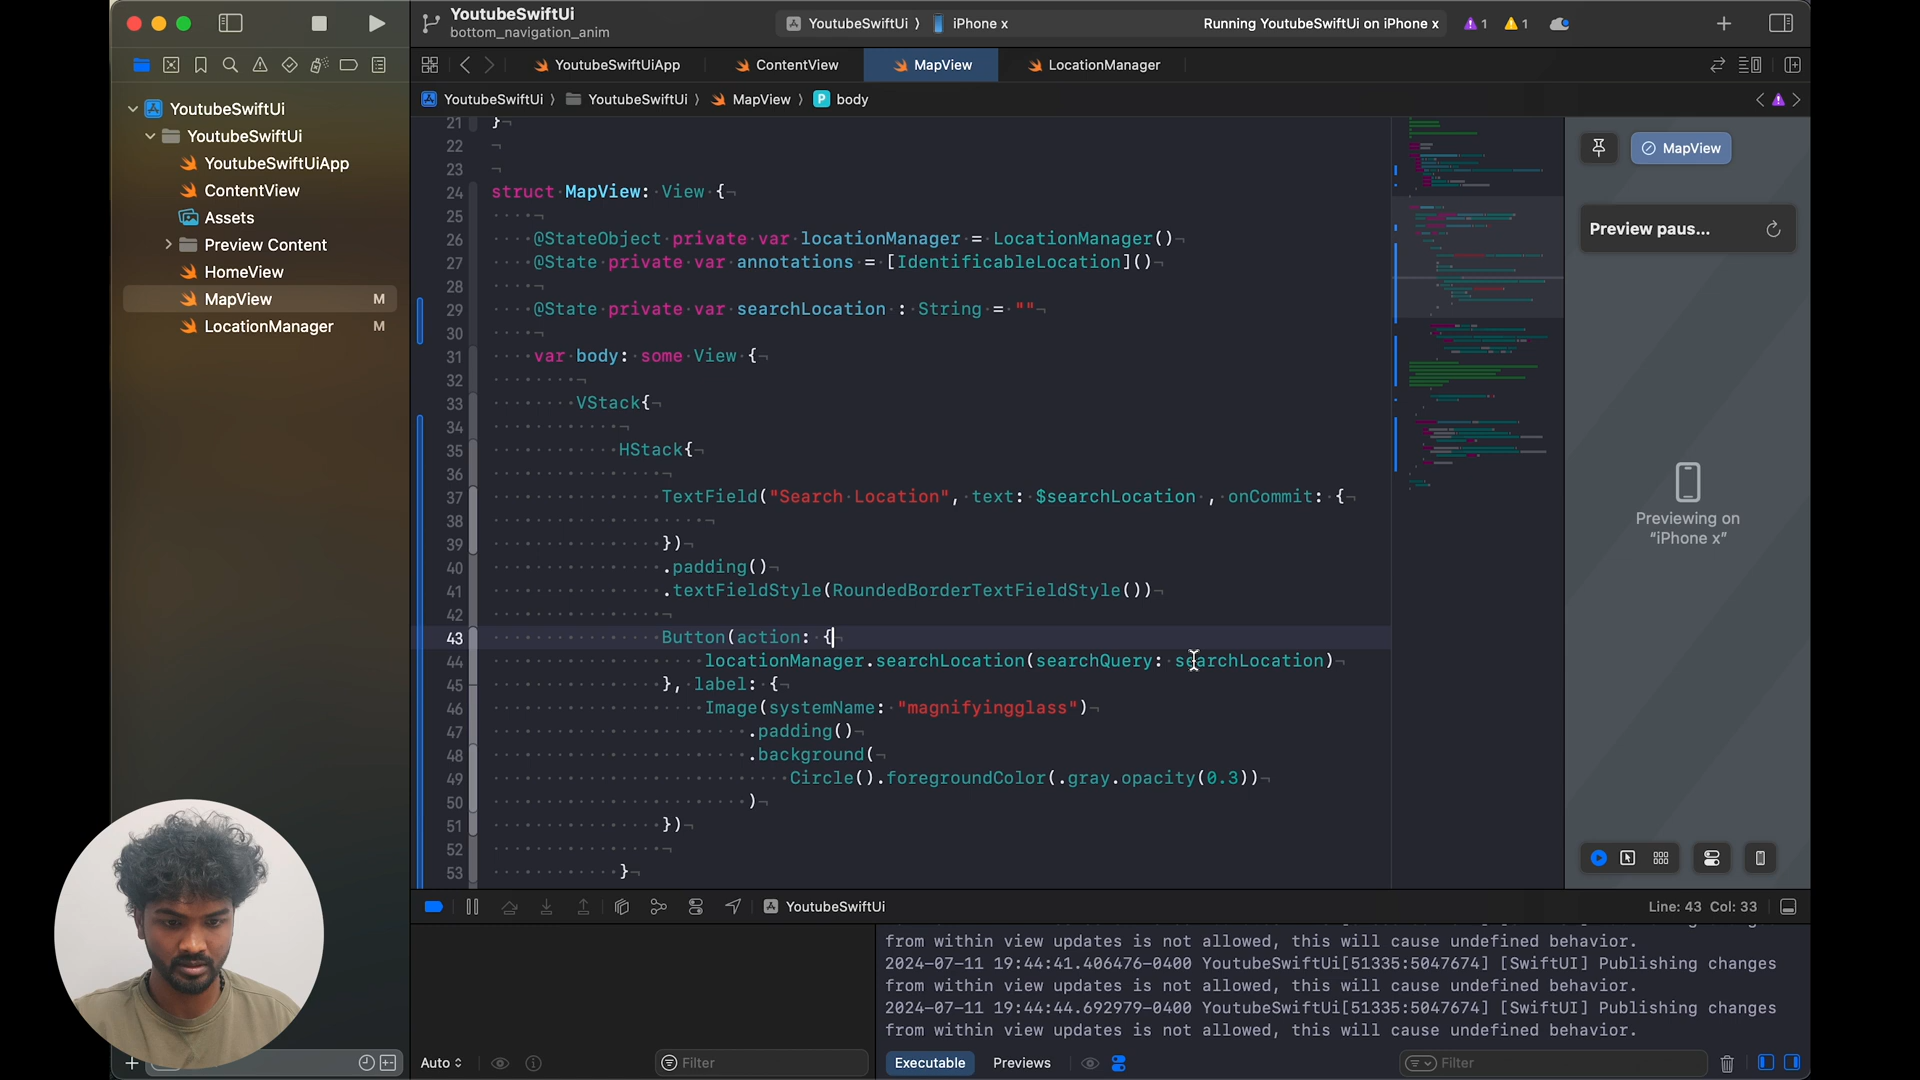 YoutubeSwiftUi
bottom_navigation_anim
YoutubeSwiftUi 〉 iPhone x
Running YoutubeSwiftUi on iPhone x
1
1
YoutubeSwiftUiApp
ContentView
MapView
LocationManager
YoutubeSwiftUi 〉 YoutubeSwiftUi 〉 MapView 〉 P body
YoutubeSwiftUi
YoutubeSwiftUi
YoutubeSwiftUiApp
ContentView
Assets
Preview Content
HomeView
MapView M
LocationManager M
21 }
22
23
24 struct MapView: View {
25
26 @StateObject private var locationManager = LocationManager()
27 @State private var annotations = [IdentificableLocation]()
28
29 @State private var searchLocation : String = ""
30
31 var body: some View {
32
33 VStack{
34
35 HStack{
36
37 TextField("Search Location", text: $searchLocation , onCommit: {
38
39 })
40 .padding()
41 .textFieldStyle(RoundedBorderTextFieldStyle())
42
43 Button(action: {
44 locationManager.searchLocation(searchQuery: searchLocation)
45 }, label: {
46 Image(systemName: "magnifyingglass")
47 .padding()
48 .background(
49 Circle().foregroundColor(.gray.opacity(0.3))
50 )
51 })
52
53 }
MapView
Preview paus...
Previewing on
“iPhone x”
YoutubeSwiftUi
Line: 43 Col: 33
from within view updates is not allowed, this will cause undefined behavior.
2024-07-11 19:44:41.406476-0400 YoutubeSwiftUi[51335:5047674] [SwiftUI] Publishing changes
from within view updates is not allowed, this will cause undefined behavior.
2024-07-11 19:44:44.692979-0400 YoutubeSwiftUi[51335:5047674] [SwiftUI] Publishing changes
from within view updates is not allowed, this will cause undefined behavior.
Auto
Filter
Executable
Previews
Filter